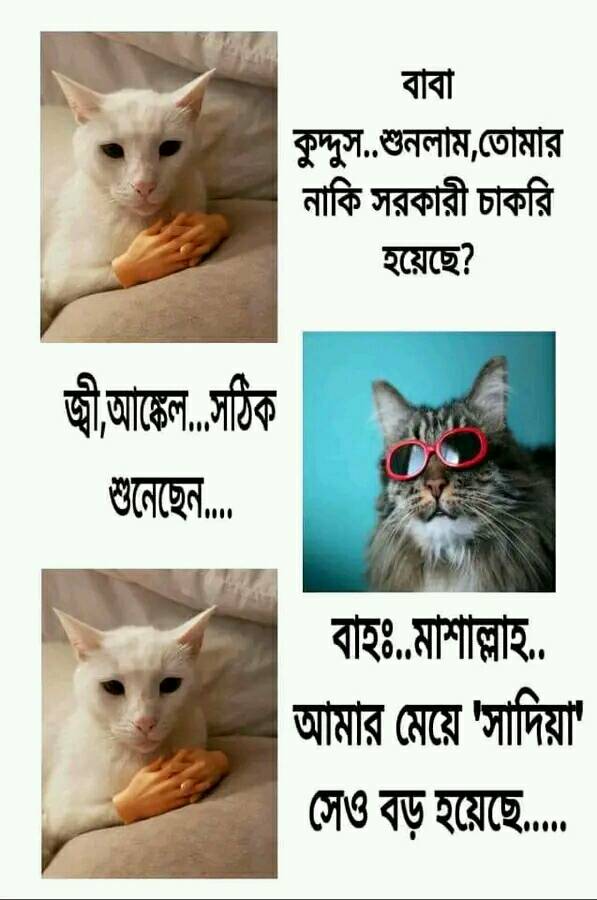 বাবা
কুদ্দুস..শুনলাম,তোমার
নাকি সরকারী চাকরি
হয়েছে?
জ্বী,আঙ্কেল...সঠিক
শুনেছেন....
বাহঃ..মাশাল্লাহ..
আমার মেয়ে 'সাদিয়া'
সেও বড় হয়েছে.....